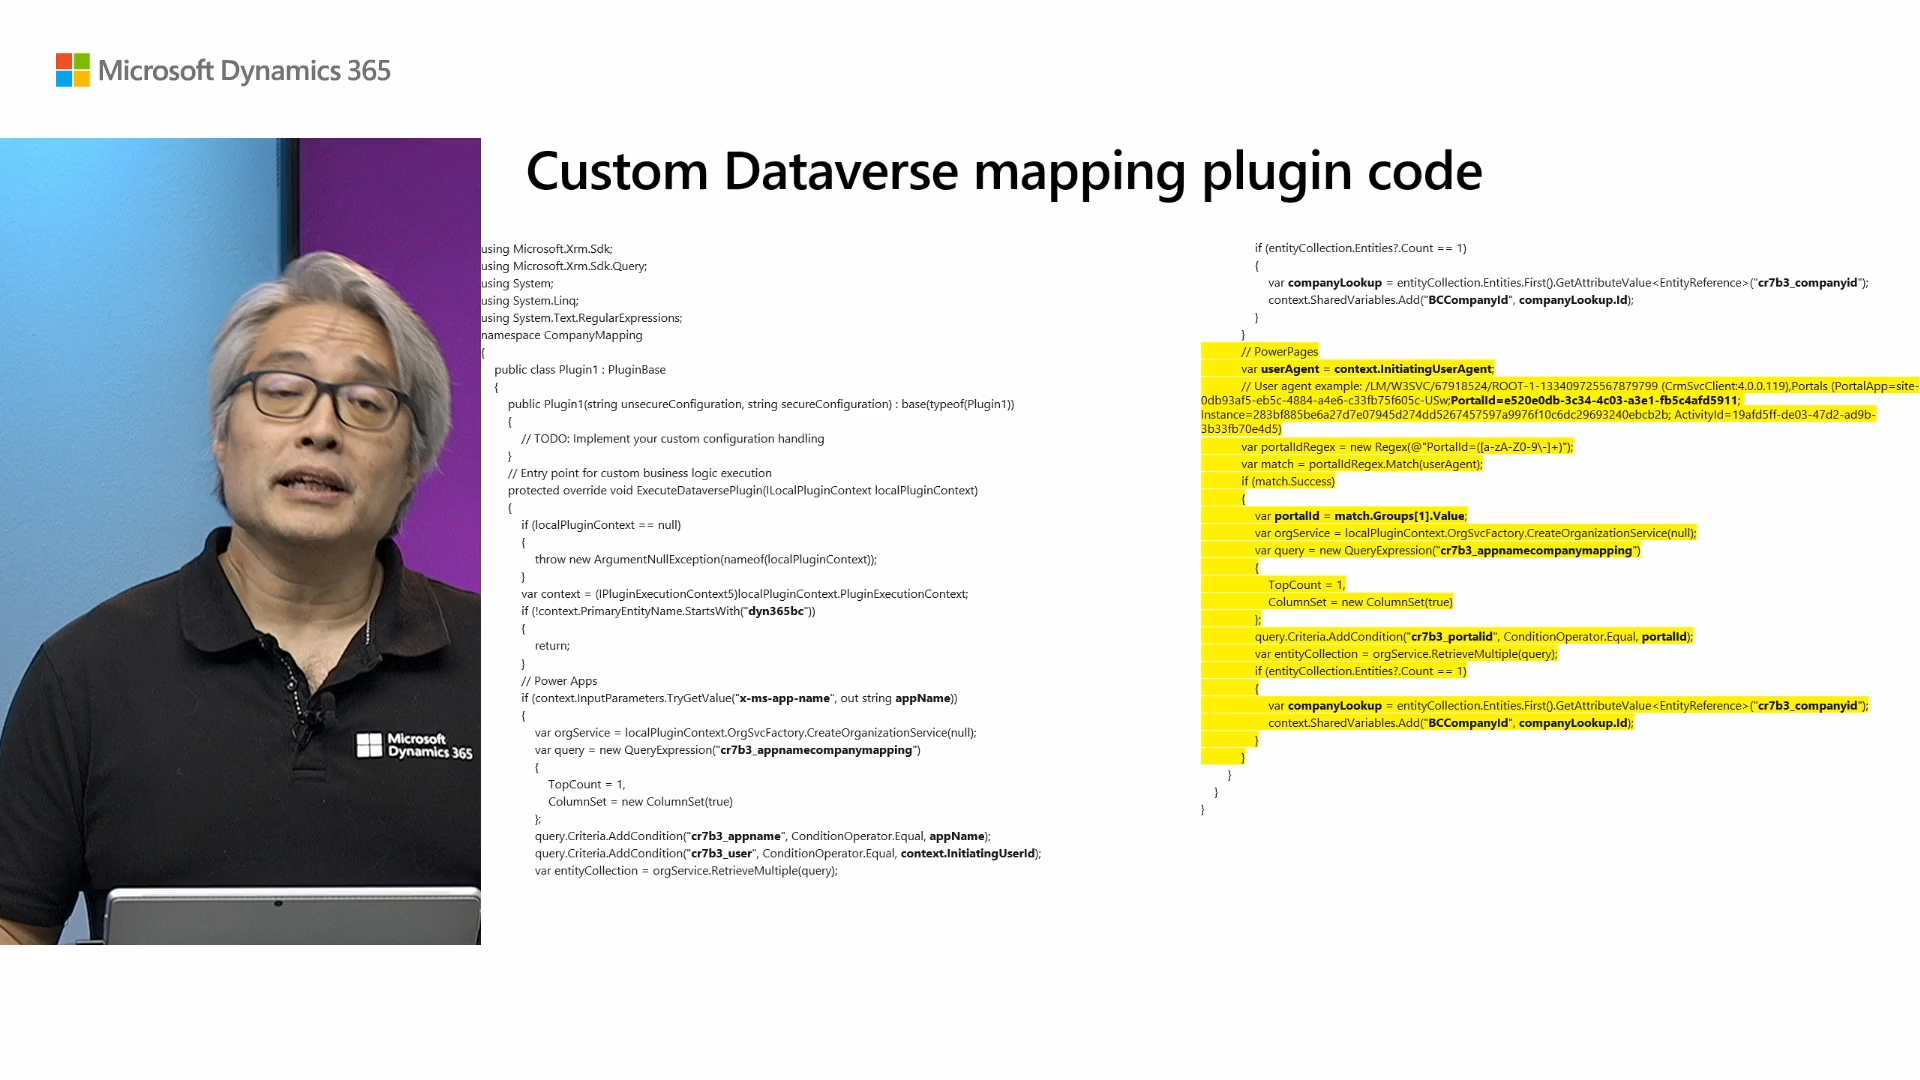 Microsoft Dynamics 365
Custom Dataverse mapping plugin code
using Microsoft.Xrm.Sdk;
using Microsoft.Xrm.Sdk.Query;
using System;
using System.Linq;
using System.Text.RegularExpressions;
namespace CompanyMapping
{
public class Plugin1 : PluginBase
{
public Plugin1(string unsecureConfiguration, string secureConfiguration) : base(typeof(Plugin1))
{
// TODO: Implement your custom configuration handling
}
// Entry point for custom business logic execution
protected override void ExecuteDataversePlugin(ILocalPluginContext localPluginContext)
{
if (localPluginContext == null)
{
throw new ArgumentNullException(nameof(localPluginContext));
}
var context = (IPluginExecutionContext5)localPluginContext.PluginExecutionContext;
if (!context.PrimaryEntityName.StartsWith("dyn365bc"))
{
return;
}
// Power Apps
if (context.InputParameters.TryGetValue("x-ms-app-name", out string appName))
{
var orgService = localPluginContext.OrgSvcFactory.CreateOrganizationService(null);
var query = new QueryExpression("cr7b3_appnamecompanymapping")
{
TopCount = 1,
ColumnSet = new ColumnSet(true)
};
query.Criteria.AddCondition("cr7b3_appname", ConditionOperator.Equal, appName);
query.Criteria.AddCondition("cr7b3_user", ConditionOperator.Equal, context.InitiatingUserId);
var entityCollection = orgService.RetrieveMultiple(query);
if (entityCollection.Entities?.Count == 1)
{
var companyLookup = entityCollection.Entities.First().GetAttributeValue<EntityReference>("cr7b3_companyid");
context.SharedVariables.Add("BCCompanyId", companyLookup.Id);
}
}
// PowerPages
var userAgent = context.InitiatingUserAgent;
// User agent example: /LM/W3SVC/67918524/ROOT-1-133409725567879799 (CrmSvcClient:4.0.0.119),Portals (PortalApp=site-
0db93af5-eb5c-4884-a4e6-c33fb75f605c-USw;PortalId=e520e0db-3c34-4c03-a3e1-fb5c4afd5911;
Instance=283bf885be6a27d7e07945d274dd5267457597a9976f10c6dc29693240ebcb2b; ActivityId=19afd5ff-de03-47d2-ad9b-
3b33fb70e4d5)
var portalIdRegex = new Regex(@"PortalId=([a-zA-Z0-9\-]+)");
var match = portalIdRegex.Match(userAgent);
if (match.Success)
{
var portalId = match.Groups[1].Value;
var orgService = localPluginContext.OrgSvcFactory.CreateOrganizationService(null);
var query = new QueryExpression("cr7b3_appnamecompanymapping")
{
TopCount = 1,
ColumnSet = new ColumnSet(true)
};
query.Criteria.AddCondition("cr7b3_portalid", ConditionOperator.Equal, portalId);
var entityCollection = orgService.RetrieveMultiple(query);
if (entityCollection.Entities?.Count == 1)
{
var companyLookup = entityCollection.Entities.First().GetAttributeValue<EntityReference>("cr7b3_companyid");
context.SharedVariables.Add("BCCompanyId", companyLookup.Id);
}
}
}
}
}
Microsoft
Dynamics 365